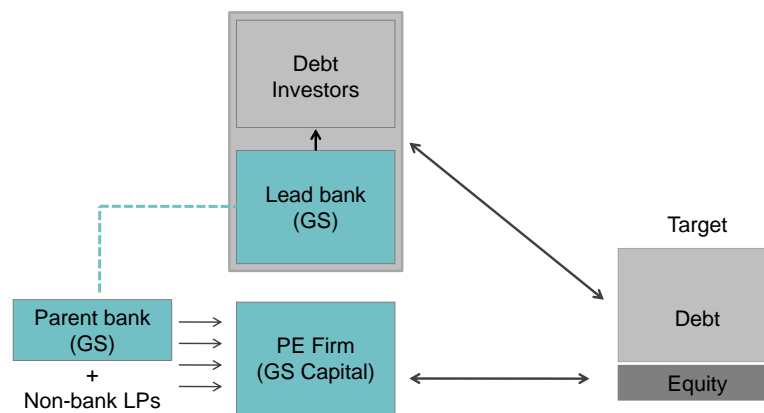 Debt
Investors
Lead bank
(GS)
Target
Parent bank
(GS)
+
Non-bank LPs
PE Firm
(GS Capital)
Debt
Equity